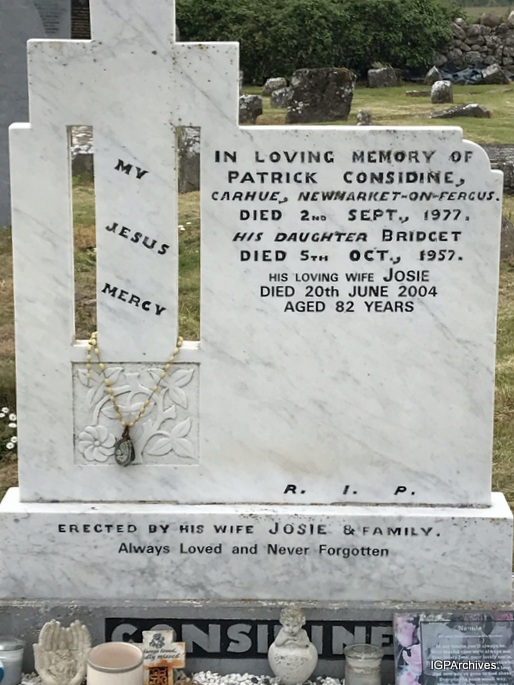 MY
JESUS
MERCY
IN LOVING MEMORY OF
PATRICK CONSIDINE,
CARHUE, NEWMARKET-ON-FERGUS.
DIED 2ND SEPT., 1977.
HIS DAUGHTER BRIDGET
DIED 5TH OCT., 1957.
HIS LOVING WIFE JOSIE
DIED 20th JUNE 2004
AGED 82 YEARS
R. I. P.
ERECTED BY HIS WIFE JOSIE & FAMILY.
Always Loved and Never Forgotten
CONSIDINE
IGPArchives...